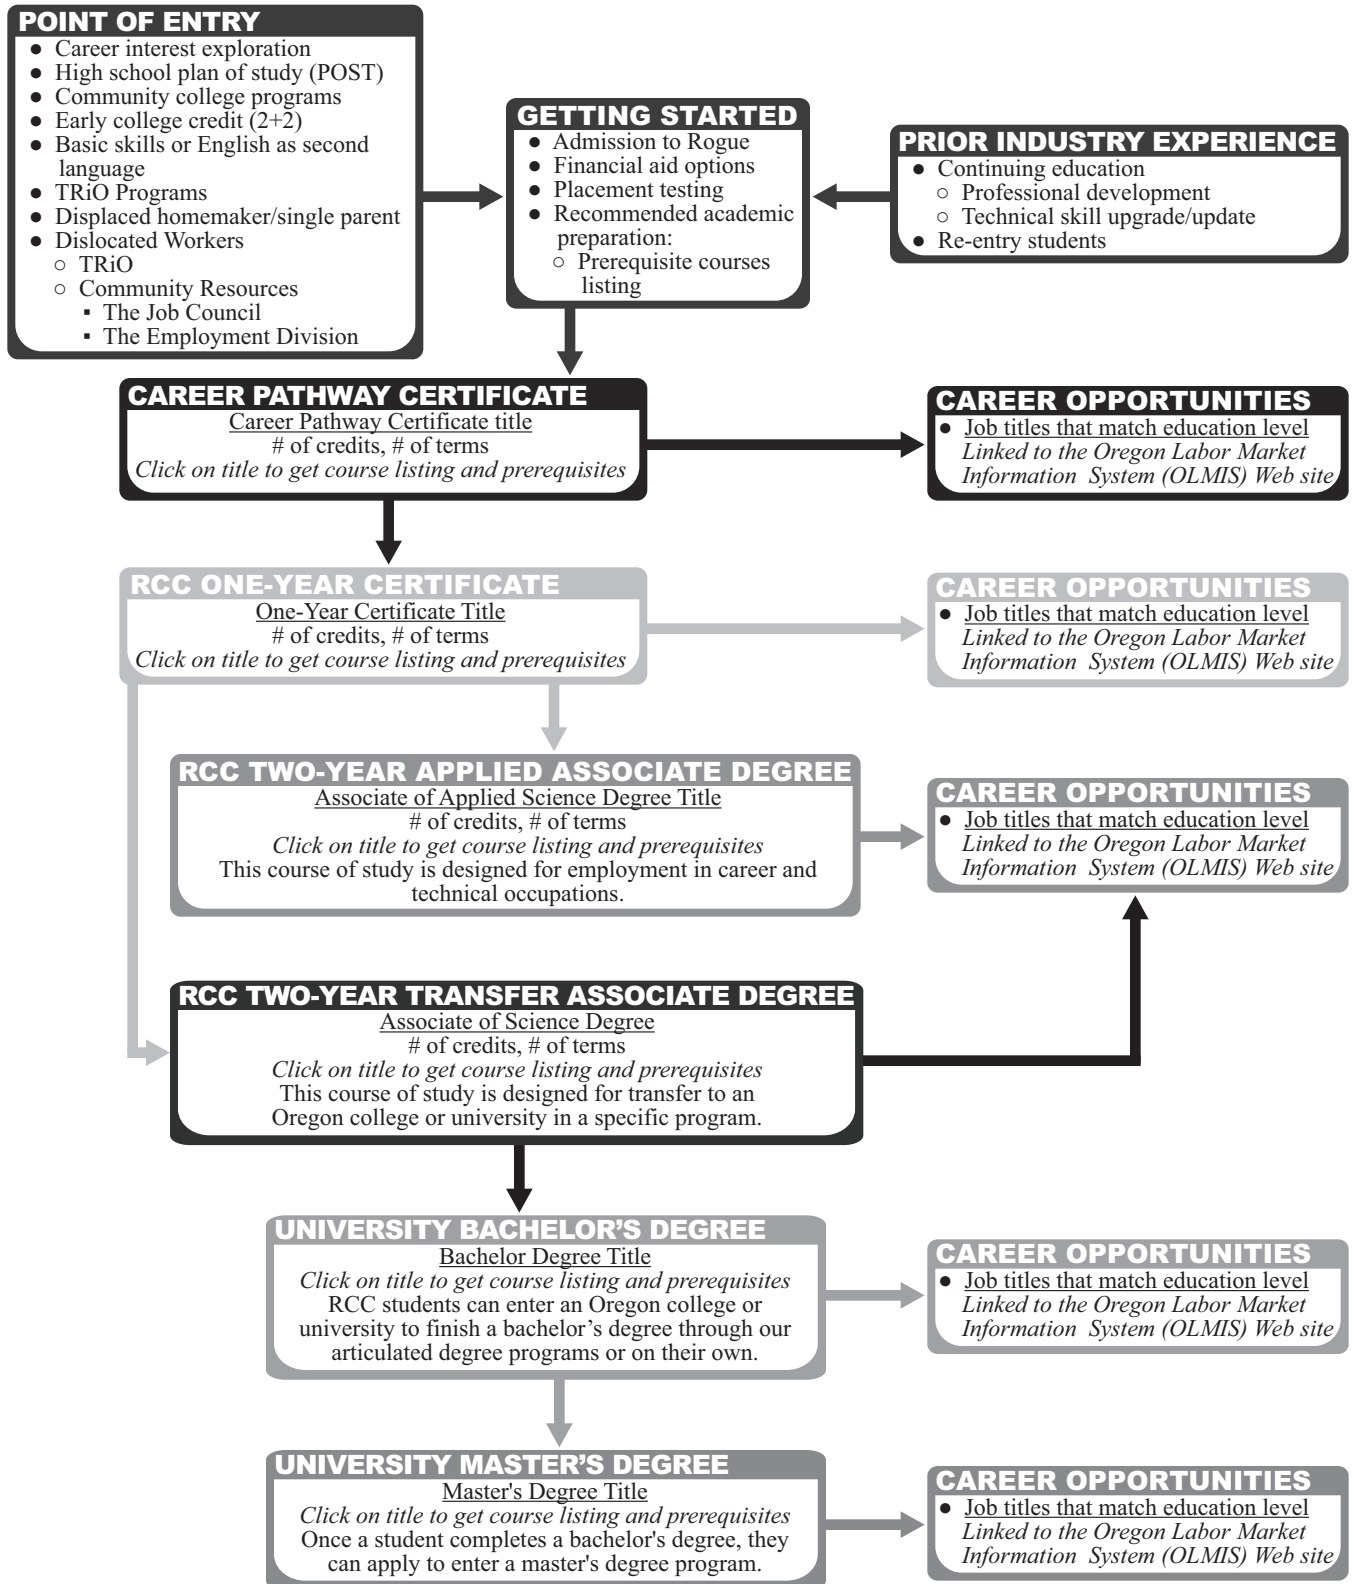 POINT OF ENTRY
● Career interest exploration
● High school plan of study (POST)
● Community college programs
● Early college credit (2+2)
● Basic skills or English as second
language
● TRiO Programs
● Displaced homemaker/single parent
● Dislocated Workers
○ TRiO
○ Community Resources
▪ The Job Council
▪ The Employment Division
GETTING STARTED
● Admission to Rogue
● Financial aid options
● Placement testing
● Recommended academic
preparation:
○ Prerequisite courses
listing
PRIOR INDUSTRY EXPERIENCE
● Continuing education
○ Professional development
○ Technical skill upgrade/update
● Re-entry students
CAREER PATHWAY CERTIFICATE
Career Pathway Certificate title
# of credits, # of terms
Click on title to get course listing and prerequisites
CAREER OPPORTUNITIES
● Job titles that match education level
Linked to the Oregon Labor Market
Information System (OLMIS) Web site
RCC ONE-YEAR CERTIFICATE
One-Year Certificate Title
# of credits, # of terms
Click on title to get course listing and prerequisites
CAREER OPPORTUNITIES
● Job titles that match education level
Linked to the Oregon Labor Market
Information System (OLMIS) Web site
RCC TWO-YEAR APPLIED ASSOCIATE DEGREE
Associate of Applied Science Degree Title
# of credits, # of terms
Click on title to get course listing and prerequisites
This course of study is designed for employment in career and
technical occupations.
CAREER OPPORTUNITIES
● Job titles that match education level
Linked to the Oregon Labor Market
Information System (OLMIS) Web site
RCC TWO-YEAR TRANSFER ASSOCIATE DEGREE
Associate of Science Degree
# of credits, # of terms
Click on title to get course listing and prerequisites
This course of study is designed for transfer to an
Oregon college or university in a specific program.
UNIVERSITY BACHELOR’S DEGREE
Bachelor Degree Title
Click on title to get course listing and prerequisites
RCC students can enter an Oregon college or
university to finish a bachelor’s degree through our
articulated degree programs or on their own.
CAREER OPPORTUNITIES
● Job titles that match education level
Linked to the Oregon Labor Market
Information System (OLMIS) Web site
UNIVERSITY MASTER’S DEGREE
Master's Degree Title
Click on title to get course listing and prerequisites
Once a student completes a bachelor's degree, they
can apply to enter a master's degree program.
CAREER OPPORTUNITIES
● Job titles that match education level
Linked to the Oregon Labor Market
Information System (OLMIS) Web site